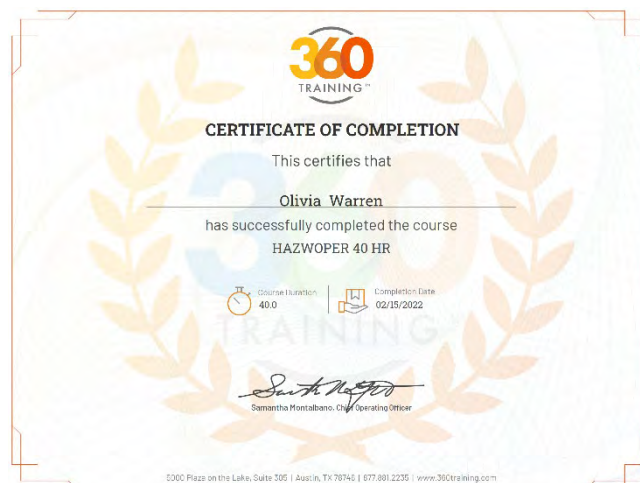 360
TRAINING™
CERTIFICATE OF COMPLETION
This certifies that
Olivia Warren
has successfully completed the course
HAZWOPER 40 HR
Course Duration
40.0
Completion Date
02/15/2022
360
TRAINING
Samantha Montalbano, Chief Operating Officer
Plaza on the Lake, Suite 305 | Austin, TX 78746 | 877.881.2235 | www.360training.com